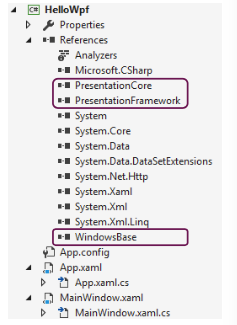 C# HelloWpf
Properties
References
Analyzers
Microsoft.CSharp
PresentationCore
PresentationFramework
System
System.Core
System.Data
System.Data.DataSetExtensions
System.Net.Http
System.Xaml
System.Xml
System.Xml.Linq
WindowsBase
App.config
App.xaml
App.xaml.cs
MainWindow.xaml
MainWindow.xaml.cs